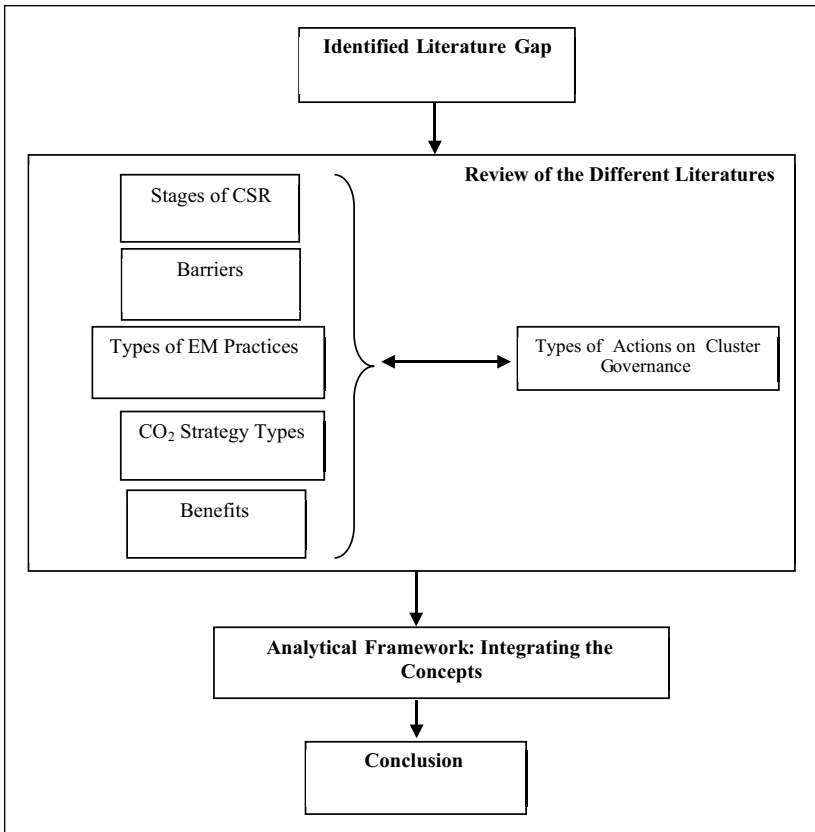 Identified Literature Gap
Review of the Different Literatures
Stages of CSR
Barriers
Types of EM Practices
CO₂ Strategy Types
Benefits
Types of Actions on Cluster
Governance
Analytical Framework: Integrating the
Concepts
Conclusion